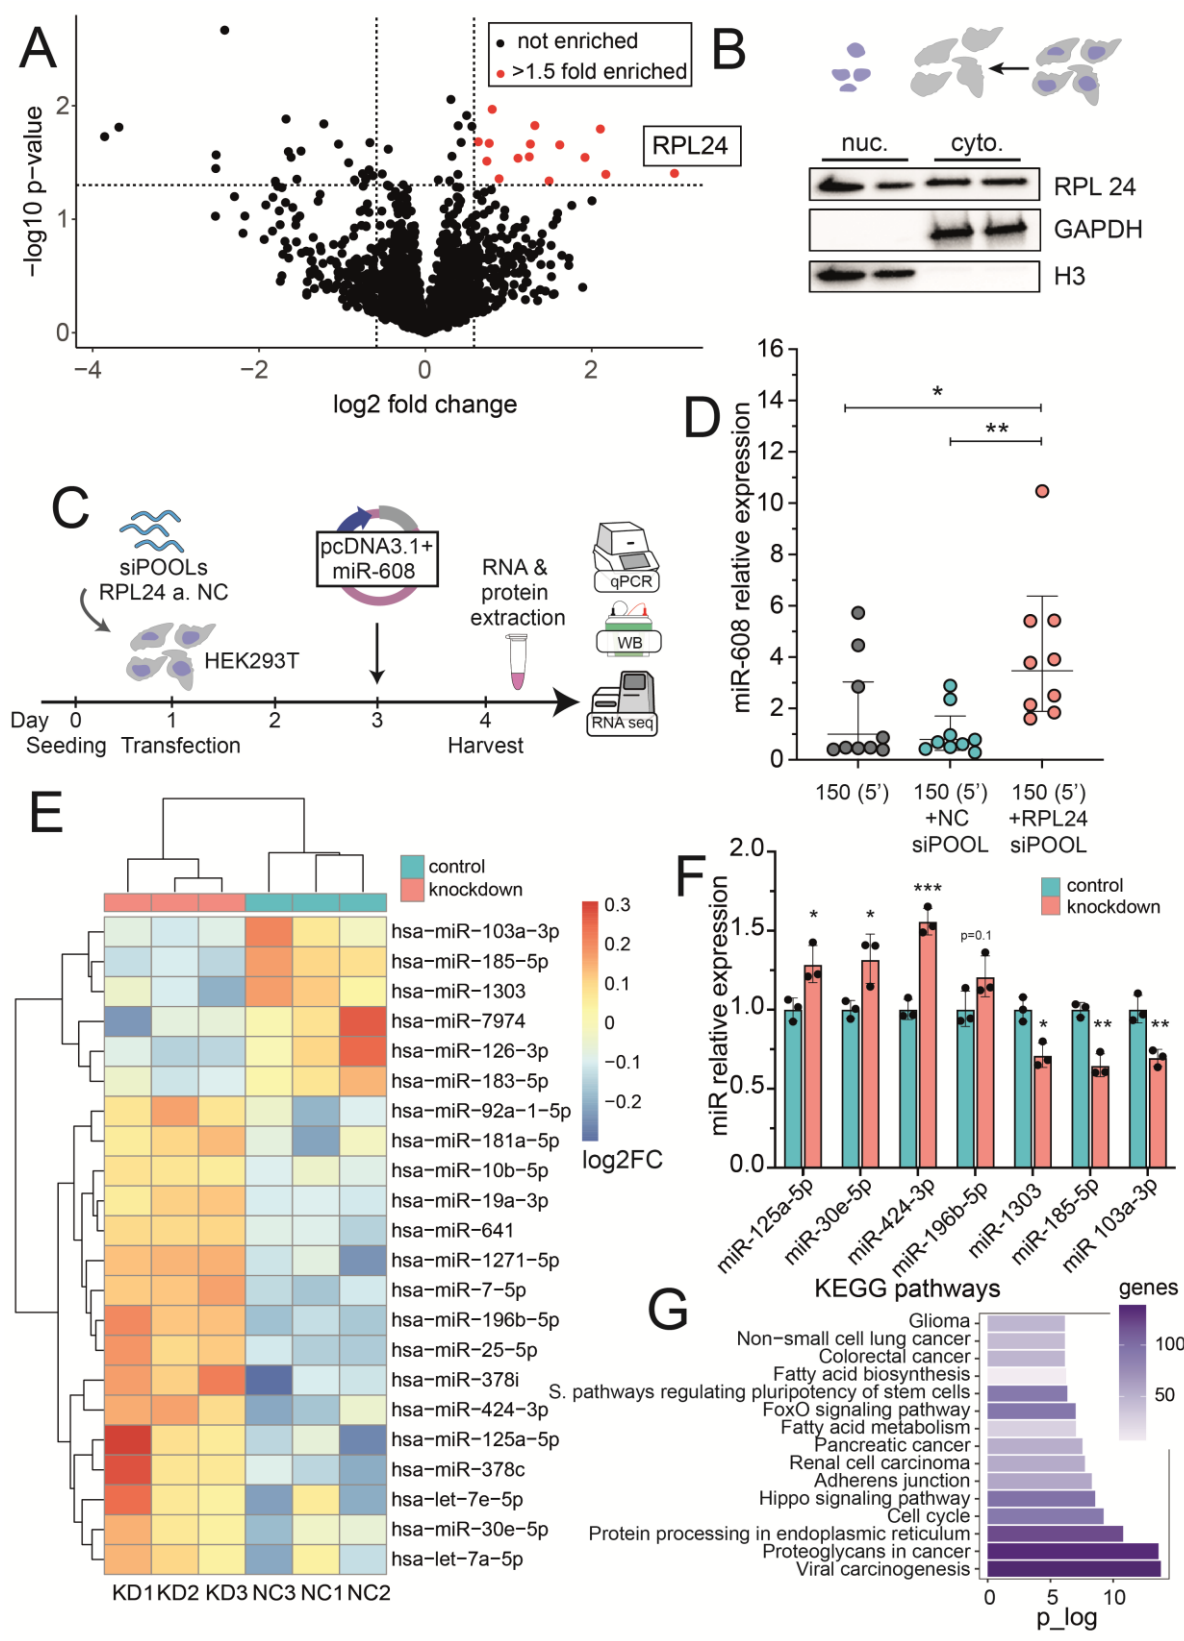 A
not enriched
>1.5 fold enriched
RPL24
−log10 p−value
2
1
0
−4
−2
0
2
log2 fold change
B
nuc.
cyto.
RPL 24
GAPDH
H3
C
siPOOLs
RPL24 a. NC
HEK293T
pcDNA3.1+
miR-608
RNA &
protein
extraction
qPCR
WB
RNA seq
Day
0
1
2
3
4
Seeding
Transfection
Harvest
D
miR-608 relative expression
16
14
12
10
8
6
4
2
0
*
**
150 (5’)
150 (5’)
+NC
siPOOL
150 (5’)
+RPL24
siPOOL
E
control
knockdown
hsa−miR−103a−3p
hsa−miR−185−5p
hsa−miR−1303
hsa−miR−7974
hsa−miR−126−3p
hsa−miR−183−5p
hsa−miR−92a−1−5p
hsa−miR−181a−5p
hsa−miR−10b−5p
hsa−miR−19a−3p
hsa−miR−641
hsa−miR−1271−5p
hsa−miR−7−5p
hsa−miR−196b−5p
hsa−miR−25−5p
hsa−miR−378i
hsa−miR−424−3p
hsa−miR−125a−5p
hsa−miR−378c
hsa−let−7e−5p
hsa−miR−30e−5p
hsa−let−7a−5p
KD1
KD2
KD3
NC3
NC1
NC2
0.3
0.2
0.1
0
−0.1
−0.2
log2FC
F
miR relative expression
2.0
1.5
1.0
0.5
0.0
control
knockdown
*
*
***
p=0.1
*
**
**
miR-125a-5p
miR-30e-5p
miR-424-3p
miR-196b-5p
miR-1303
miR-185-5p
miR 103a-3p
G
KEGG pathways
genes
100
50
Glioma
Non−small cell lung cancer
Colorectal cancer
Fatty acid biosynthesis
S. pathways regulating pluripotency of stem cells
FoxO signaling pathway
Fatty acid metabolism
Pancreatic cancer
Renal cell carcinoma
Adherens junction
Hippo signaling pathway
Cell cycle
Protein processing in endoplasmic reticulum
Proteoglycans in cancer
Viral carcinogenesis
0
5
10
p_log